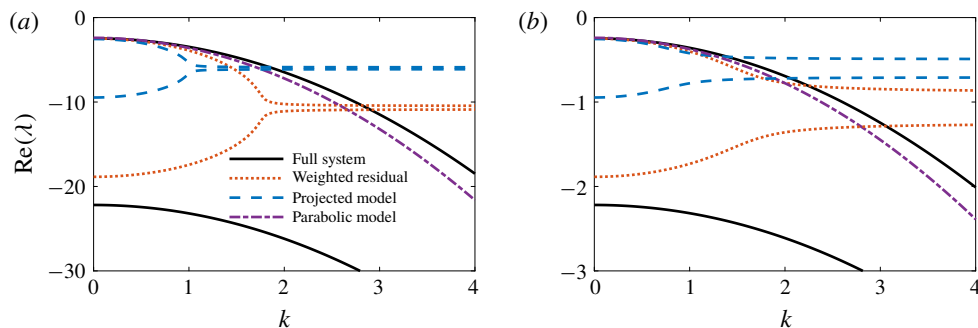 (a)
(b)
0
0
−10
−1
Re(λ)
Full system
Weighted residual
−20
−2
Projected model
Parabolic model
−30
−3
0 1 2 3 4
0 1 2 3 4
k
k